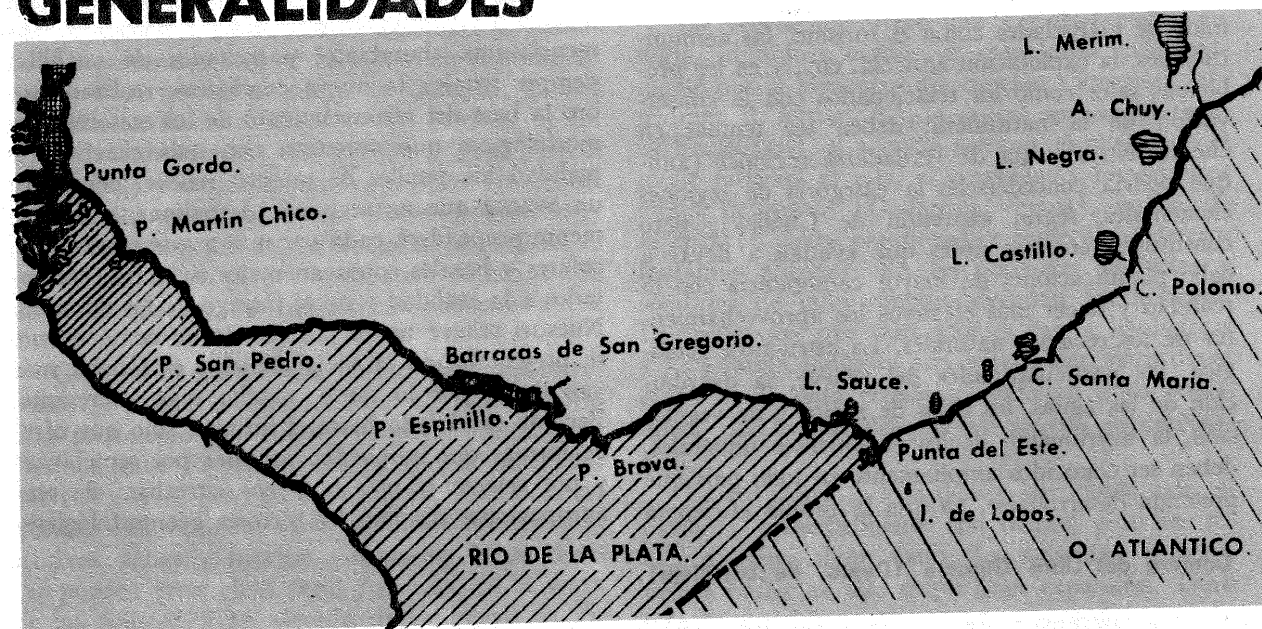 GENERALIDADES
L. Merim.
A. Chuy.
L. Negra.
Punta Gorda.
P. Martín Chico.
L. Castillo.
C. Polonio.
P. San Pedro.
Barracas de San Gregorio.
L. Sauce.
C. Santa María.
P. Espinillo.
P. Brava.
Punta del Este.
I. de Lobos.
RIO DE LA PLATA.
O. ATLANTICO.